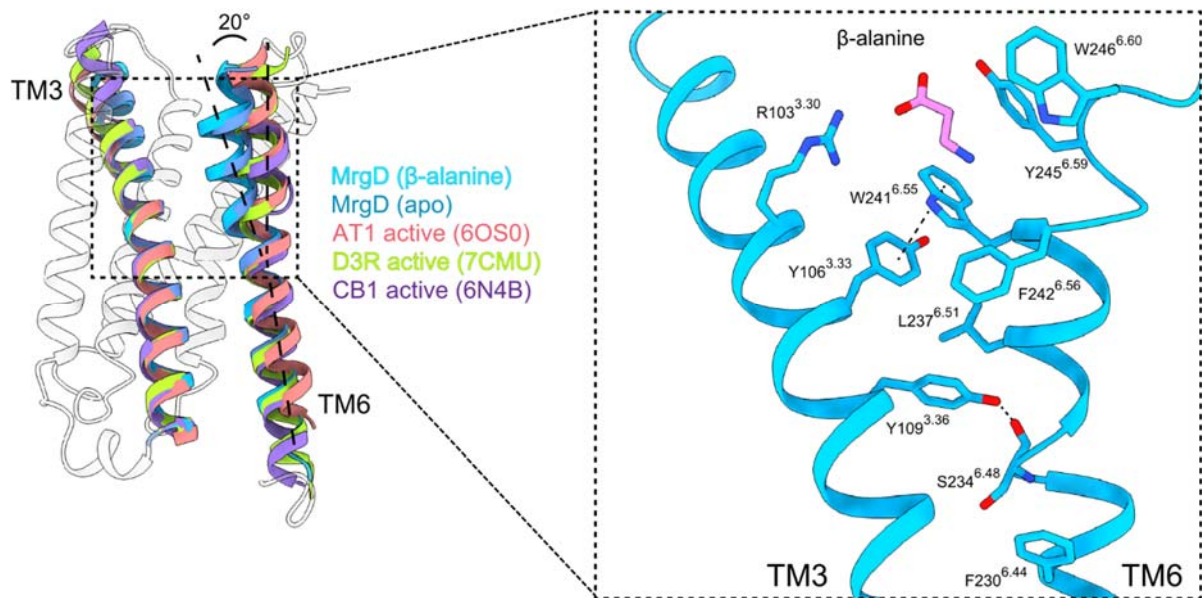 20°
TM3
MrgD (β-alanine)
MrgD (apo)
AT1 active (6OS0)
D3R active (7CMU)
CB1 active (6N4B)
TM6
β-alanine
W246^6.60
R103^3.30
Y245^6.59
W241^6.55
Y106^3.33
F242^6.56
L237^6.51
Y109^3.36
S234^6.48
F230^6.44
TM3
TM6